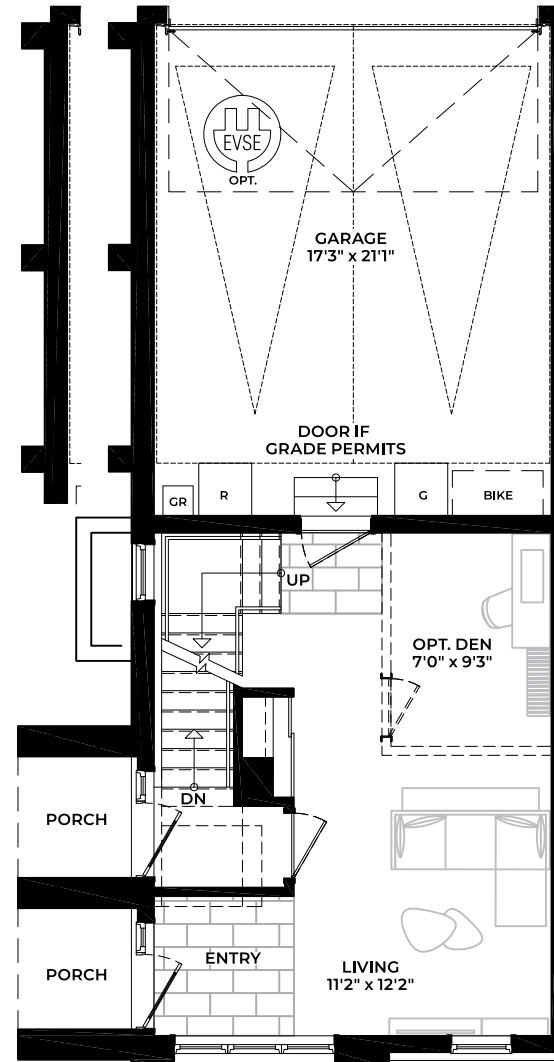 EVSE
OPT.
GARAGE
17'3" x 21'1"
DOOR IF
GRADE PERMITS
GR
R
G
BIKE
UP
OPT. DEN
7'0" x 9'3"
DN
PORCH
PORCH
ENTRY
LIVING
11'2" x 12'2"